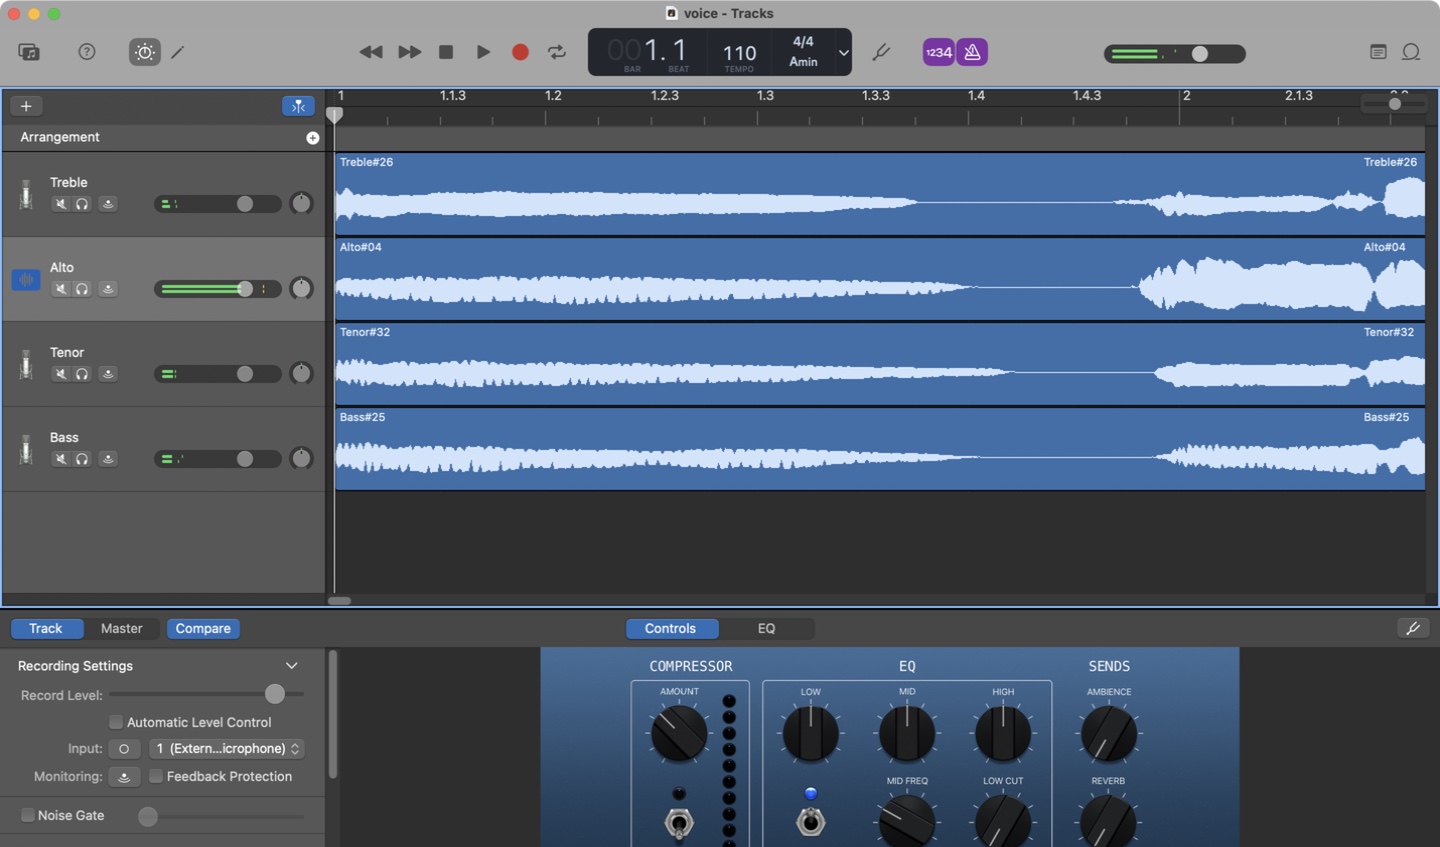 voice - Tracks
001.1
BAR
BEAT
110
TEMPO
4/4
Amin
1234
1
1.1.3
1.2
1.2.3
1.3
1.3.3
1.4
1.4.3
2
2.1.3
Arrangement
Treble
Treble#26
Treble#26
Alto
Alto#04
Alto#04
Tenor
Tenor#32
Tenor#32
Bass
Bass#25
Bass#25
Track
Master
Compare
Controls
EQ
Recording Settings
Record Level:
Automatic Level Control
Input:
1 (Extern...icrophone)
Monitoring:
Feedback Protection
Noise Gate
COMPRESSOR
EQ
SENDS
AMOUNT
LOW
MID
HIGH
AMBIENCE
MID FREQ
LOW CUT
REVERB